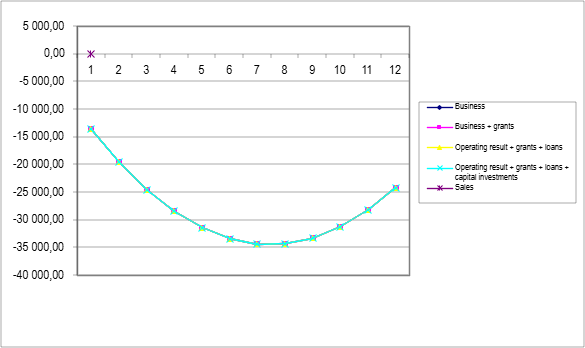 5 000,00
0,00
1 2 3 4 5 6 7 8 9 10 11 12
-5 000,00
-10 000,00
-15 000,00
-20 000,00
-25 000,00
-30 000,00
-35 000,00
-40 000,00
Business
Business + grants
Operating result + grants + loans
Operating result + grants + loans +
capital investments
Sales